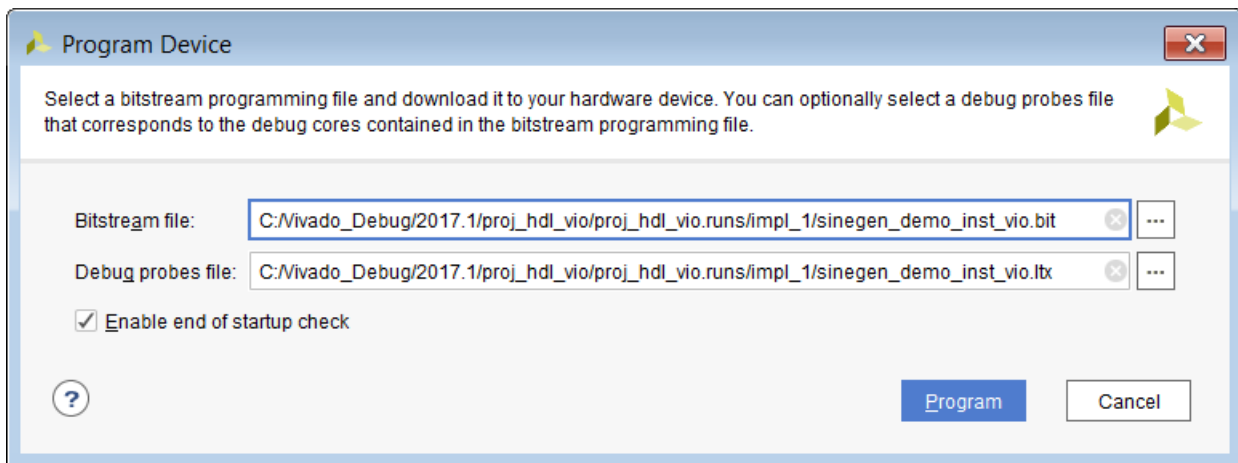 Program Device
Select a bitstream programming file and download it to your hardware device. You can optionally select a debug probes file
that corresponds to the debug cores contained in the bitstream programming file.
Bitstream file: C:/Vivado_Debug/2017.1/proj_hdl_vio/proj_hdl_vio.runs/impl_1/sinegen_demo_inst_vio.bit ...
Debug probes file: C:/Vivado_Debug/2017.1/proj_hdl_vio/proj_hdl_vio.runs/impl_1/sinegen_demo_inst_vio.ltx ...
Enable end of startup check
? Program Cancel